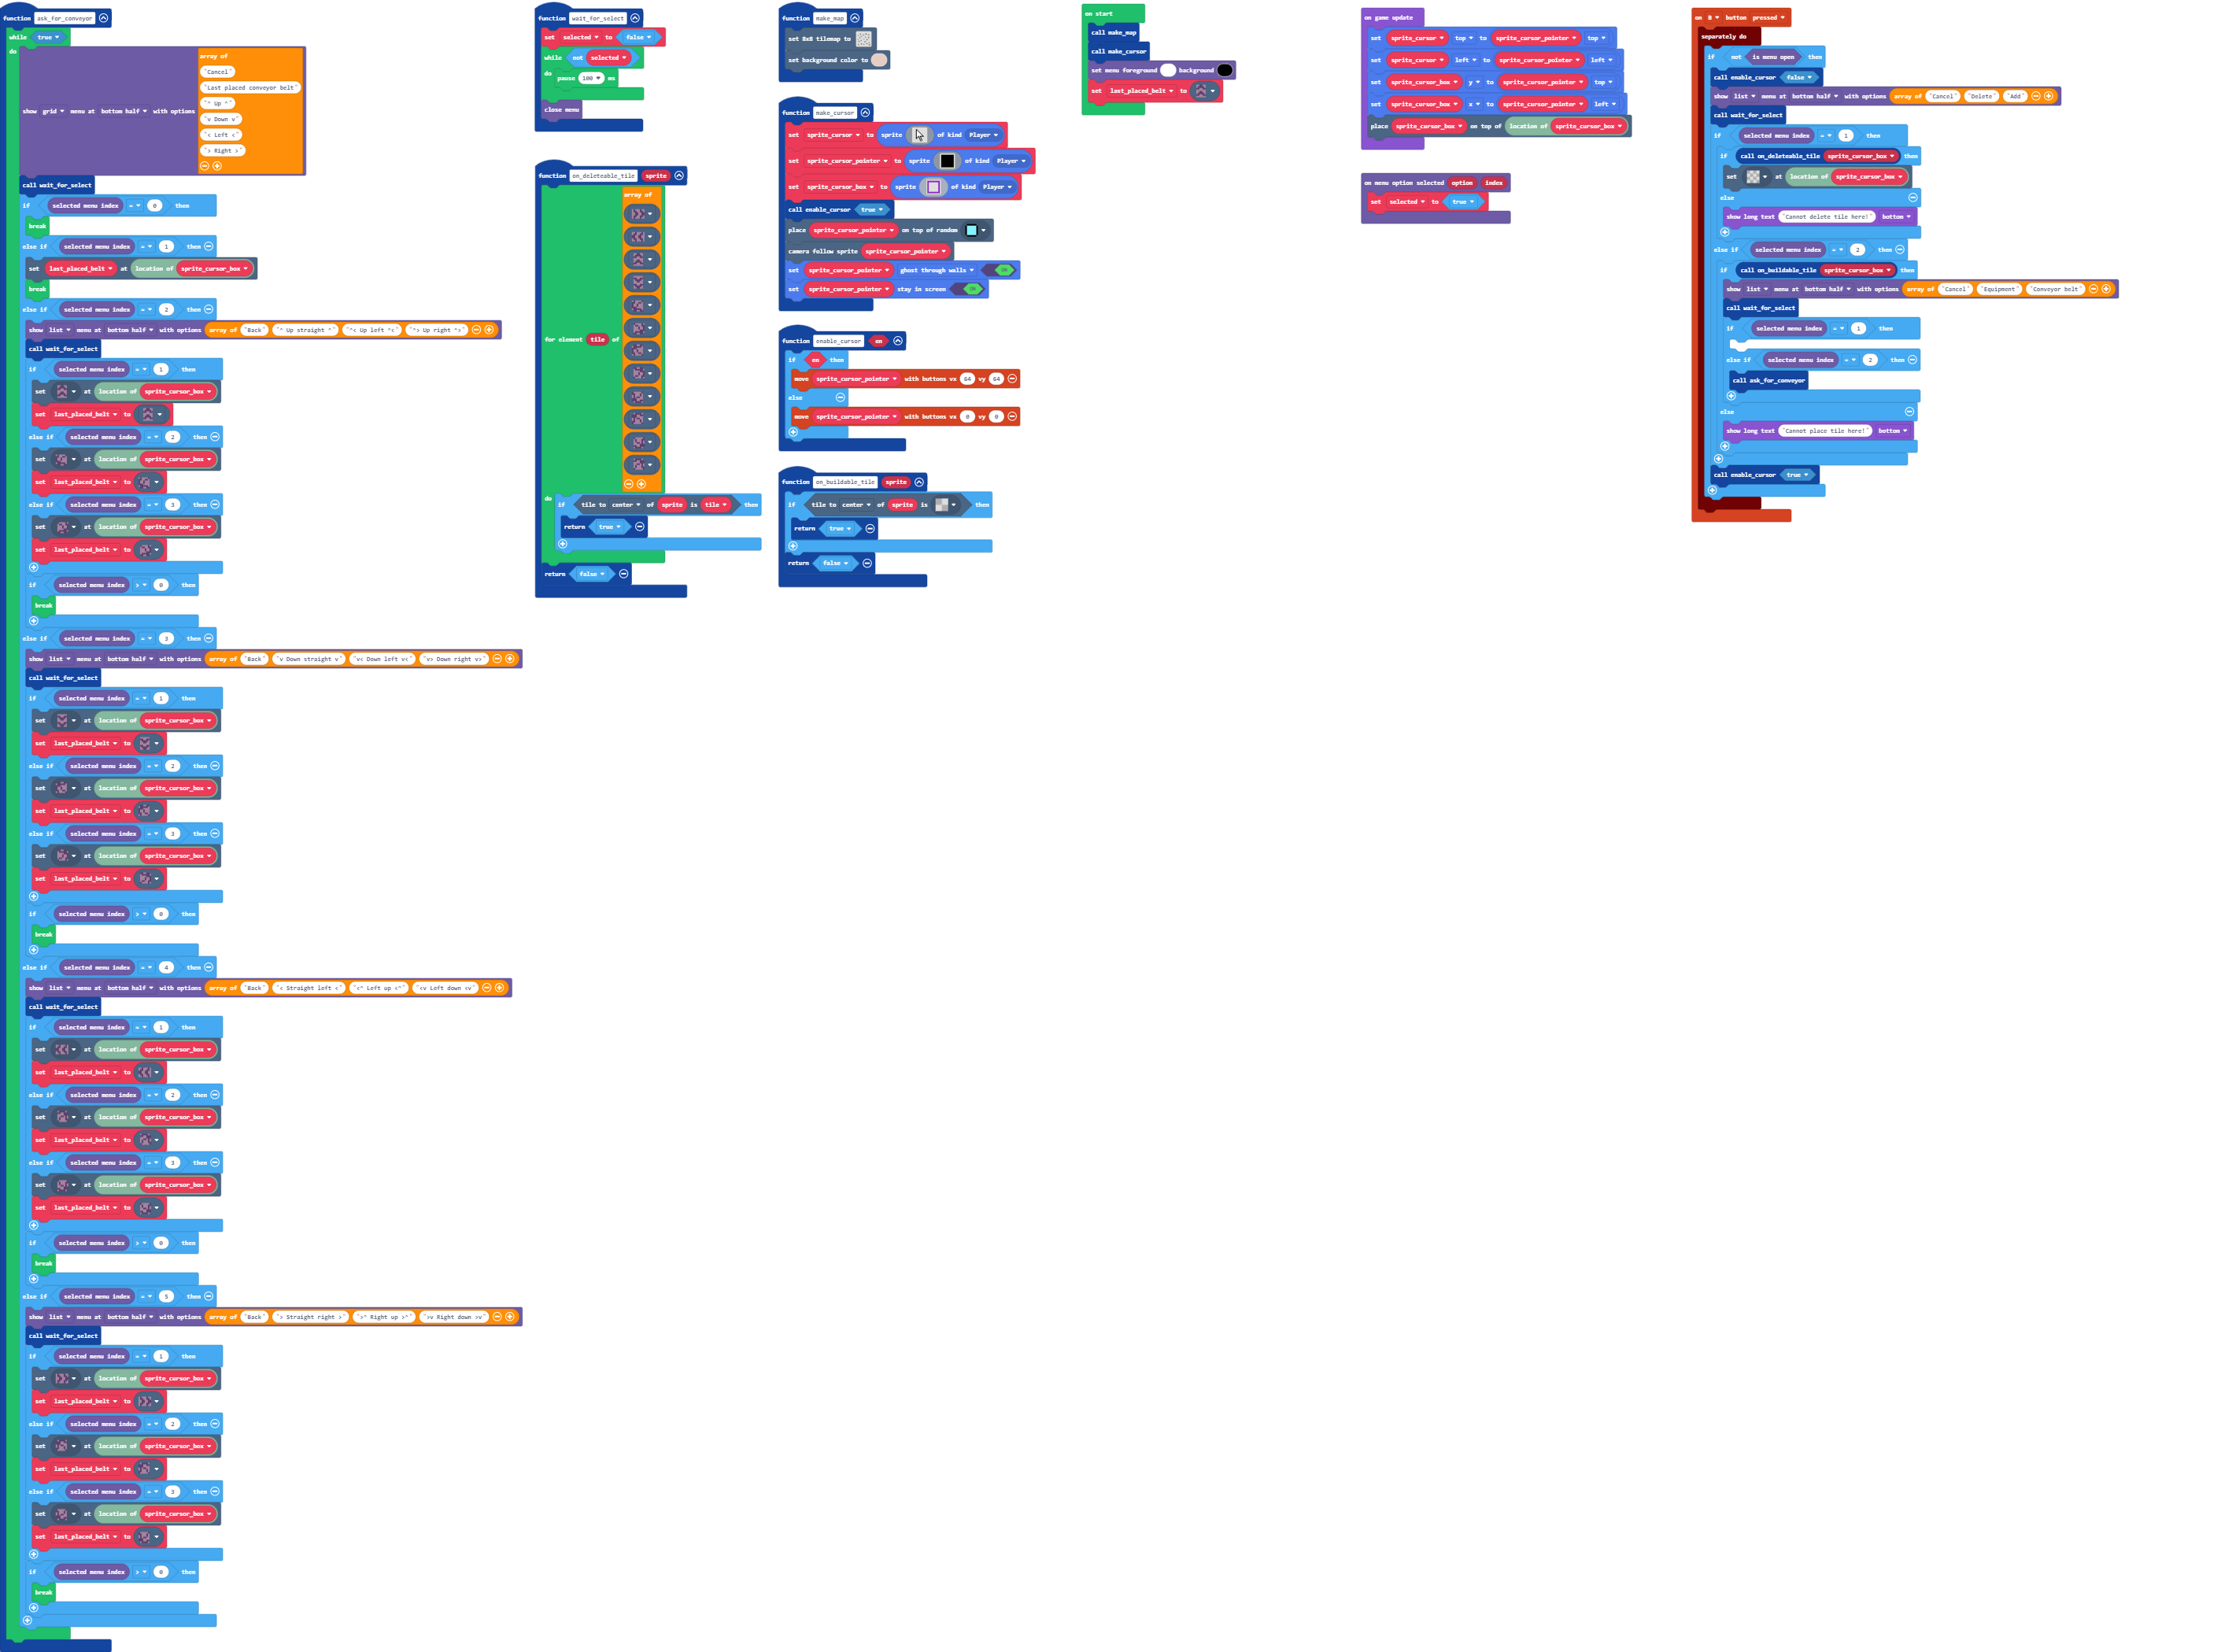 function ask_for_conveyor
while true
do
show grid menu at bottom half with options
array of
"Cancel"
"Last placed conveyor belt"
"^ Up ^"
"v Down v"
"< Left <"
"> Right >"
call wait_for_select
if selected menu index = 0 then
break
else if selected menu index = 1 then
set last_placed_belt at location of sprite_cursor_box
break
else if selected menu index = 2 then
show list menu at bottom half with options array of "Back" "^ Up straight ^" "^< Up left ^<" "^> Up right ^>"
call wait_for_select
if selected menu index = 1 then
set at location of sprite_cursor_box
set last_placed_belt to
else if selected menu index = 2 then
set at location of sprite_cursor_box
set last_placed_belt to
else if selected menu index = 3 then
set at location of sprite_cursor_box
set last_placed_belt to
if selected menu index > 0 then
break
else if selected menu index = 3 then
show list menu at bottom half with options array of "Back" "v Down straight v" "v< Down left v<" "v> Down right v>"
call wait_for_select
if selected menu index = 1 then
set at location of sprite_cursor_box
set last_placed_belt to
else if selected menu index = 2 then
set at location of sprite_cursor_box
set last_placed_belt to
else if selected menu index = 3 then
set at location of sprite_cursor_box
set last_placed_belt to
if selected menu index > 0 then
break
else if selected menu index = 4 then
show list menu at bottom half with options array of "Back" "< Straight left <" "<^ Left up <^" "<v Left down <v"
call wait_for_select
if selected menu index = 1 then
set at location of sprite_cursor_box
set last_placed_belt to
else if selected menu index = 2 then
set at location of sprite_cursor_box
set last_placed_belt to
else if selected menu index = 3 then
set at location of sprite_cursor_box
set last_placed_belt to
if selected menu index > 0 then
break
else if selected menu index = 5 then
show list menu at bottom half with options array of "Back" "> Straight right >" ">^ Right up >^" ">v Right down >v"
call wait_for_select
if selected menu index = 1 then
set at location of sprite_cursor_box
set last_placed_belt to
else if selected menu index = 2 then
set at location of sprite_cursor_box
set last_placed_belt to
else if selected menu index = 3 then
set at location of sprite_cursor_box
set last_placed_belt to
if selected menu index > 0 then
break
function wait_for_select
set selected to false
while not selected
do pause 100 ms
close menu
function on_deleteable_tile sprite
for element tile of
array of
do if tile to center of sprite is tile then
return true
return false
function make_map
set 8x8 tilemap to
set background color to
function make_cursor
set sprite_cursor to sprite of kind Player
set sprite_cursor_pointer to sprite of kind Player
set sprite_cursor_box to sprite of kind Player
call enable_cursor true
place sprite_cursor_pointer on top of random
camera follow sprite sprite_cursor_pointer
set sprite_cursor_pointer ghost through walls ON
set sprite_cursor_pointer stay in screen ON
function enable_cursor en
if en then
move sprite_cursor_pointer with buttons vx 64 vy 64
else
move sprite_cursor_pointer with buttons vx 0 vy 0
function on_buildable_tile sprite
if tile to center of sprite is then
return true
return false
on start
call make_map
call make_cursor
set menu foreground background
set last_placed_belt to
on game update
set sprite_cursor top to sprite_cursor_pointer top
set sprite_cursor left to sprite_cursor_pointer left
set sprite_cursor_box y to sprite_cursor_pointer top
set sprite_cursor_box x to sprite_cursor_pointer left
place sprite_cursor_box on top of location of sprite_cursor_box
on menu option selected option index
set selected to true
on B button pressed
separately do
if not is menu open then
call enable_cursor false
show list menu at bottom half with options array of "Cancel" "Delete" "Add"
call wait_for_select
if selected menu index = 1 then
if call on_deleteable_tile sprite_cursor_box then
set at location of sprite_cursor_box
else
show long text "Cannot delete tile here!" bottom
else if selected menu index = 2 then
if call on_buildable_tile sprite_cursor_box then
show list menu at bottom half with options array of "Cancel" "Equipment" "Conveyor belt"
call wait_for_select
if selected menu index = 1 then
else if selected menu index = 2 then
call ask_for_conveyor
else
show long text "Cannot place tile here!" bottom
call enable_cursor true